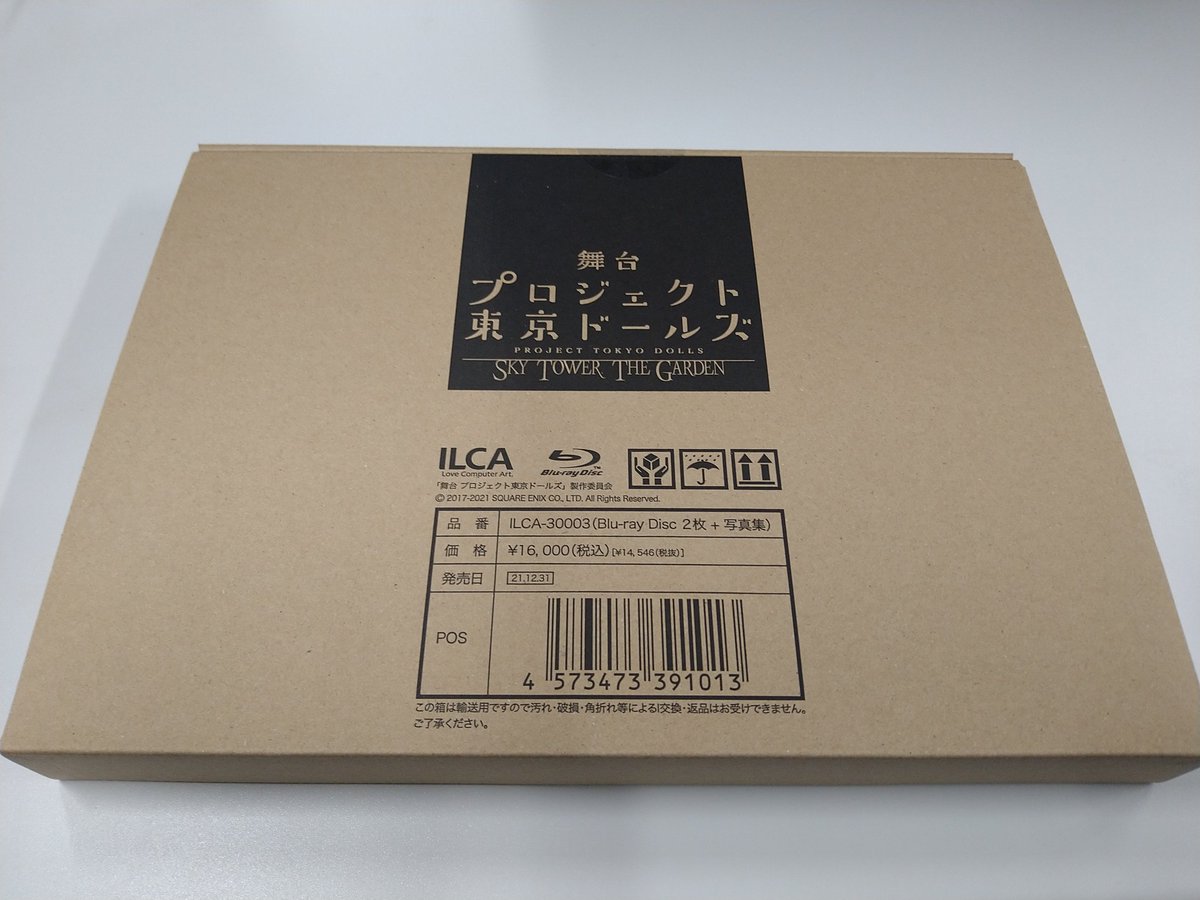 舞台
プロジェクト
東京ドールズ
PROJECT TOKYO DOLLS
SKY TOWER THE GARDEN
ILCA
Love Computer Art.
Blu-ray Disc™
「舞台 プロジェクト東京ドールズ」製作委員会
© 2017-2021 SQUARE ENIX CO., LTD. All Rights Reserved.
品 番 ILCA-30003(Blu-ray Disc 2枚 + 写真集)
価 格 ¥16,000(税込)[¥14,546(税抜)]
発売日 21.12.31
POS
4 573473 391013
この箱は輸送用ですので汚れ・破損・角折れ等による交換・返品はお受けできません。
ご了承ください。